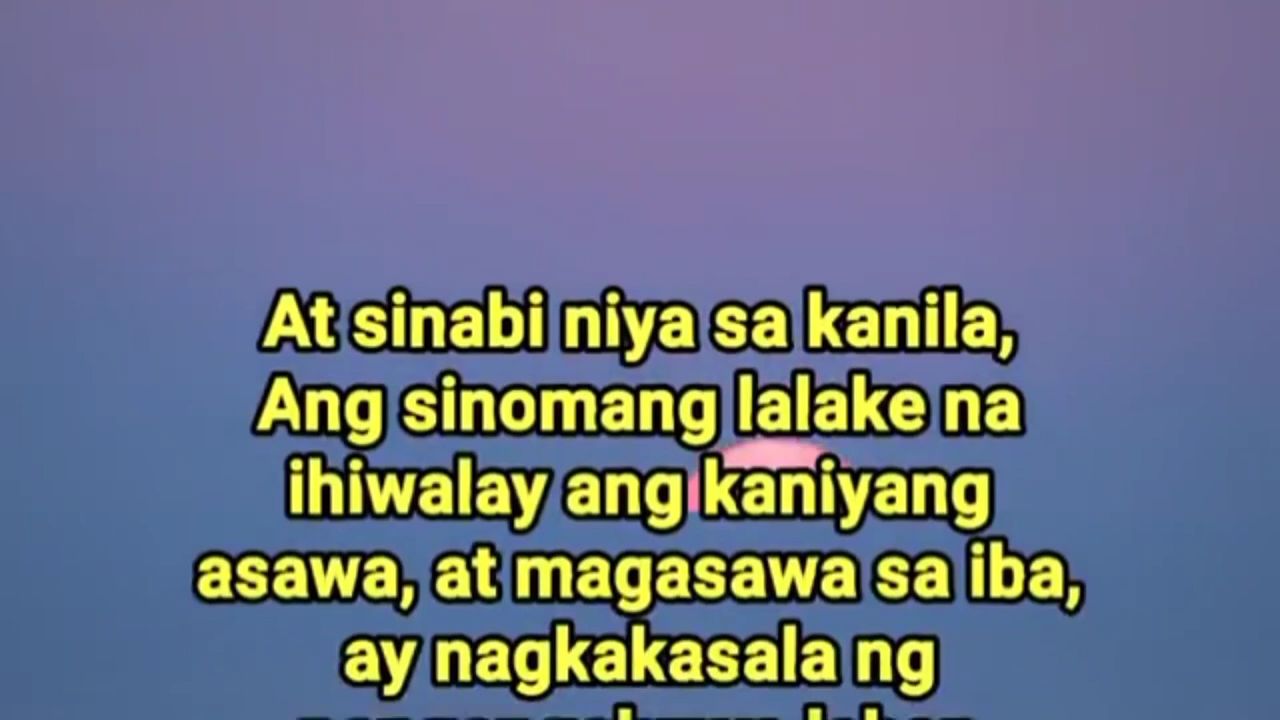 At sinabi niya sa kanila,
Ang sinomang lalake na
ihiwalay ang kaniyang
asawa, at magasawa sa iba,
ay nagkakasala ng